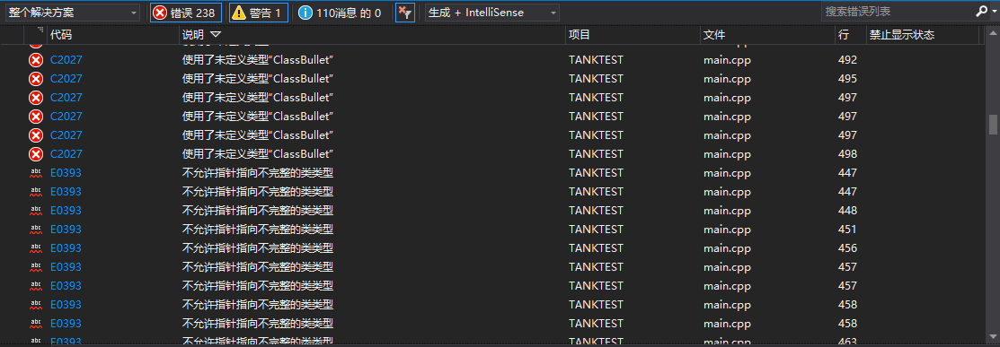 整个解决方案 错误 238 警告 1 110消息 的 0 生成 + IntelliSense 搜索错误列表
代码 说明 项目 文件 行 禁止显示状态
C2027 使用了未定义类型“ClassBullet” TANKTEST main.cpp 492
C2027 使用了未定义类型“ClassBullet” TANKTEST main.cpp 495
C2027 使用了未定义类型“ClassBullet” TANKTEST main.cpp 497
C2027 使用了未定义类型“ClassBullet” TANKTEST main.cpp 497
C2027 使用了未定义类型“ClassBullet” TANKTEST main.cpp 497
C2027 使用了未定义类型“ClassBullet” TANKTEST main.cpp 498
abc E0393 不允许指针指向不完整的类类型 TANKTEST main.cpp 447
abc E0393 不允许指针指向不完整的类类型 TANKTEST main.cpp 447
abc E0393 不允许指针指向不完整的类类型 TANKTEST main.cpp 448
abc E0393 不允许指针指向不完整的类类型 TANKTEST main.cpp 451
abc E0393 不允许指针指向不完整的类类型 TANKTEST main.cpp 456
abc E0393 不允许指针指向不完整的类类型 TANKTEST main.cpp 457
abc E0393 不允许指针指向不完整的类类型 TANKTEST main.cpp 457
abc E0393 不允许指针指向不完整的类类型 TANKTEST main.cpp 458
abc E0393 不允许指针指向不完整的类类型 TANKTEST main.cpp 458
abc E0393 不允许指针指向不完整的类类型 TANKTEST main.cpp 463